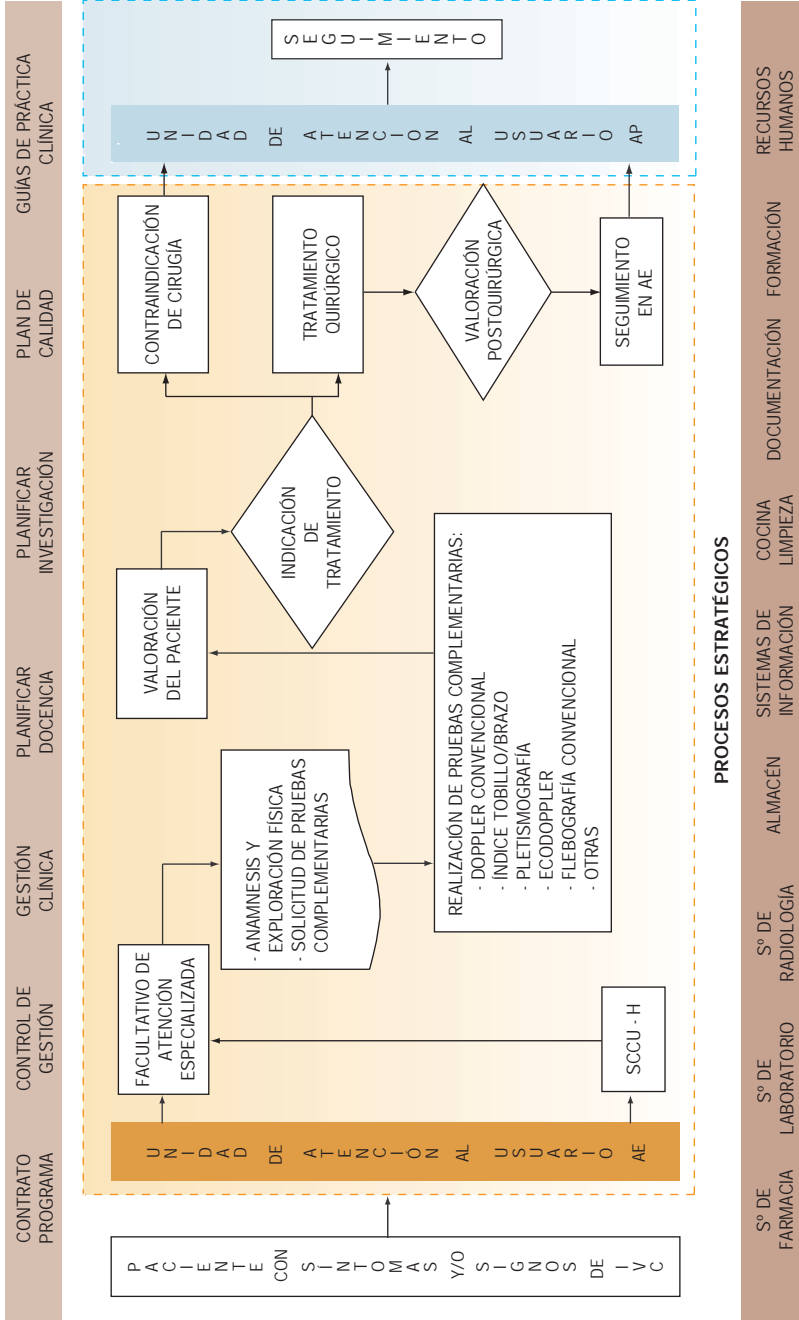 CONTRATO
PROGRAMA
CONTROL DE
GESTIÓN
GESTIÓN
CLÍNICA
PLANIFICAR
DOCENCIA
PLANIFICAR
INVESTIGACIÓN
PLAN DE
CALIDAD
GUÍAS DE PRÁCTICA
CLÍNICA
PACIENTE CON SÍNTOMAS Y/O SIGNOS DE IVC
UNIDAD DE ATENCIÓN AL USUARIO AE
FACULTATIVO DE
ATENCIÓN
ESPECIALIZADA
SCCU - H
- ANAMNESIS Y
EXPLORACIÓN FÍSICA
- SOLICITUD DE PRUEBAS
COMPLEMENTARIAS
REALIZACIÓN DE PRUEBAS COMPLEMENTARIAS:
- DOPPLER CONVENCIONAL
- ÍNDICE TOBILLO/BRAZO
- PLETISMOGRAFÍA
- ECODOPPLER
- FLEBOGRAFÍA CONVENCIONAL
- OTRAS
VALORACIÓN
DEL PACIENTE
INDICACIÓN
DE
TRATAMIENTO
CONTRAINDICACIÓN
DE CIRUGÍA
TRATAMIENTO
QUIRÚRGICO
VALORACIÓN
POSTQUIRÚRGICA
SEGUIMIENTO
EN AE
UNIDAD DE ATENCION AL USUARIO AP
SEGUIMIENTO
PROCESOS ESTRATÉGICOS
Sº DE
FARMACIA
Sº DE
LABORATORIO
Sº DE
RADIOLOGÍA
ALMACÉN
SISTEMAS DE
INFORMACIÓN
COCINA
LIMPIEZA
DOCUMENTACIÓN
FORMACIÓN
RECURSOS
HUMANOS